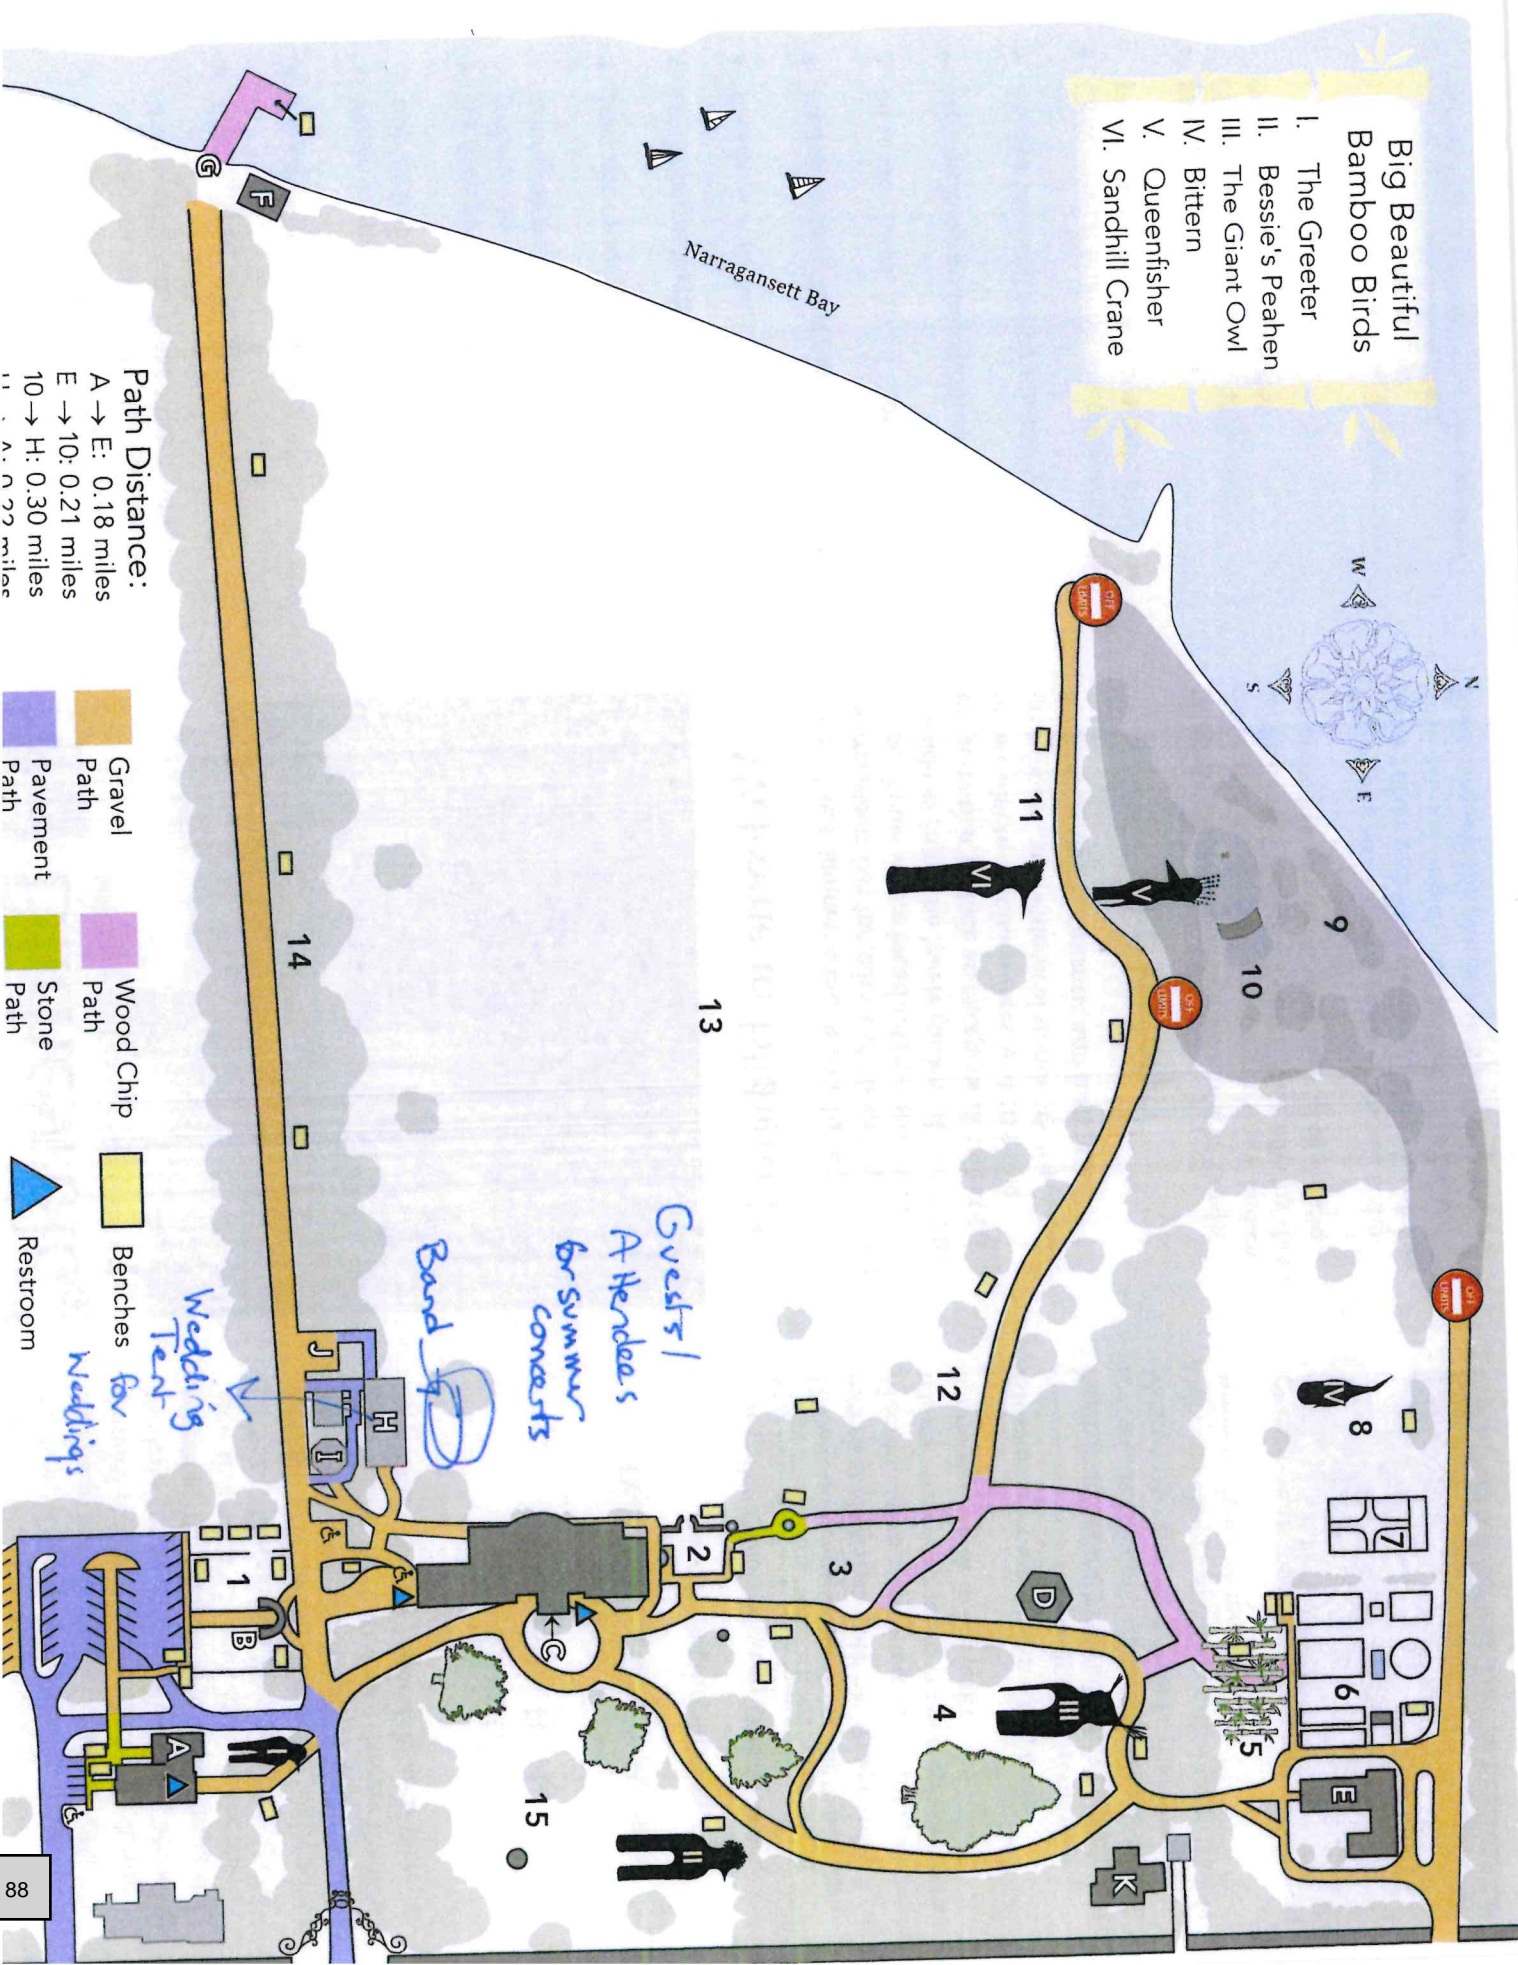 Big Beautiful
Bamboo Birds
I. The Greeter
II. Bessie's Peahen
III. The Giant Owl
IV. Bittern
V. Queenfisher
VI. Sandhill Crane
N
W
E
S
Narragansett Bay
OFF
LIMITS
OFF
LIMITS
OFF
LIMITS
9
10
11
V
VI
8
IV
7
6
5
E
12
D
3
III
4
K
13
2
C
II
15
Guests/
Attendees
for summer
concerts
Band
G
F
14
J
H
I
Wedding
Tent
for
Weddings
1
B
A
I
Path Distance:
A → E: 0.18 miles
E → 10: 0.21 miles
10 → H: 0.30 miles
Gravel
Path
Pavement
Path
Wood Chip
Path
Stone
Path
Benches
Restroom
88